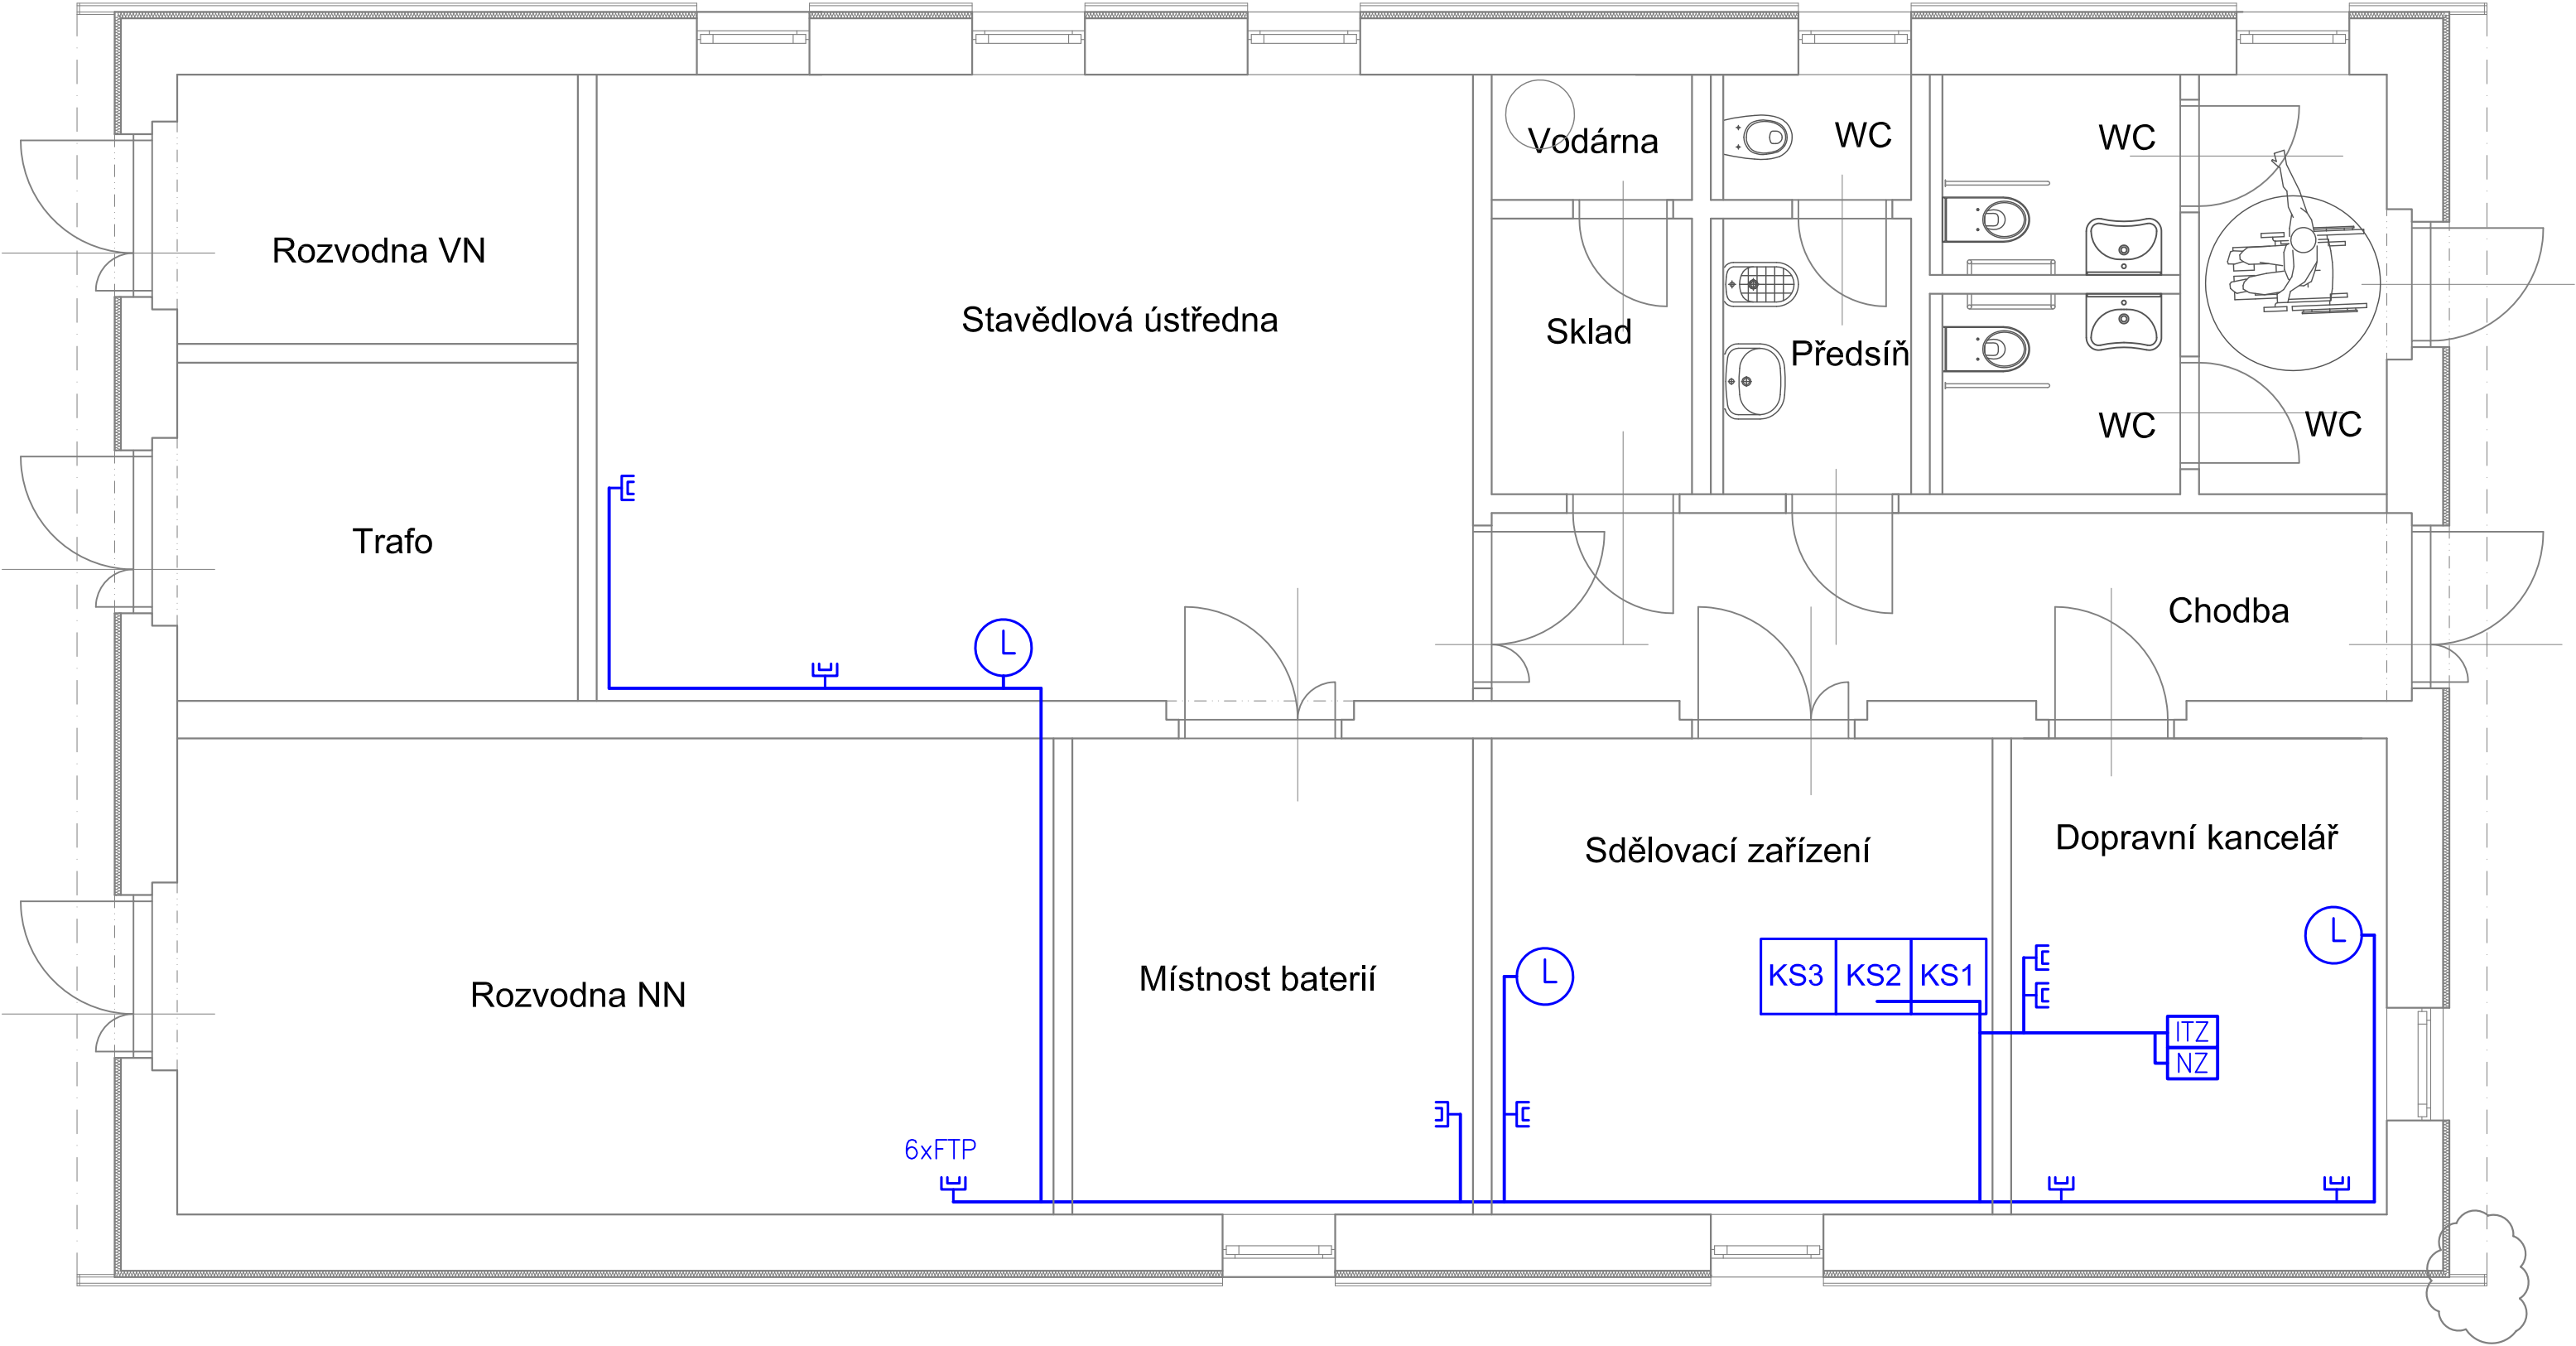 Vodárna
WC
WC
Rozvodna VN
Stavědlová ústředna
Sklad
Předsíň
WC
WC
Trafo
Chodba
Sdělovací zařízení
Dopravní kancelář
Rozvodna NN
Místnost baterií
KS3
KS2
KS1
ITZ
NZ
6xFTP